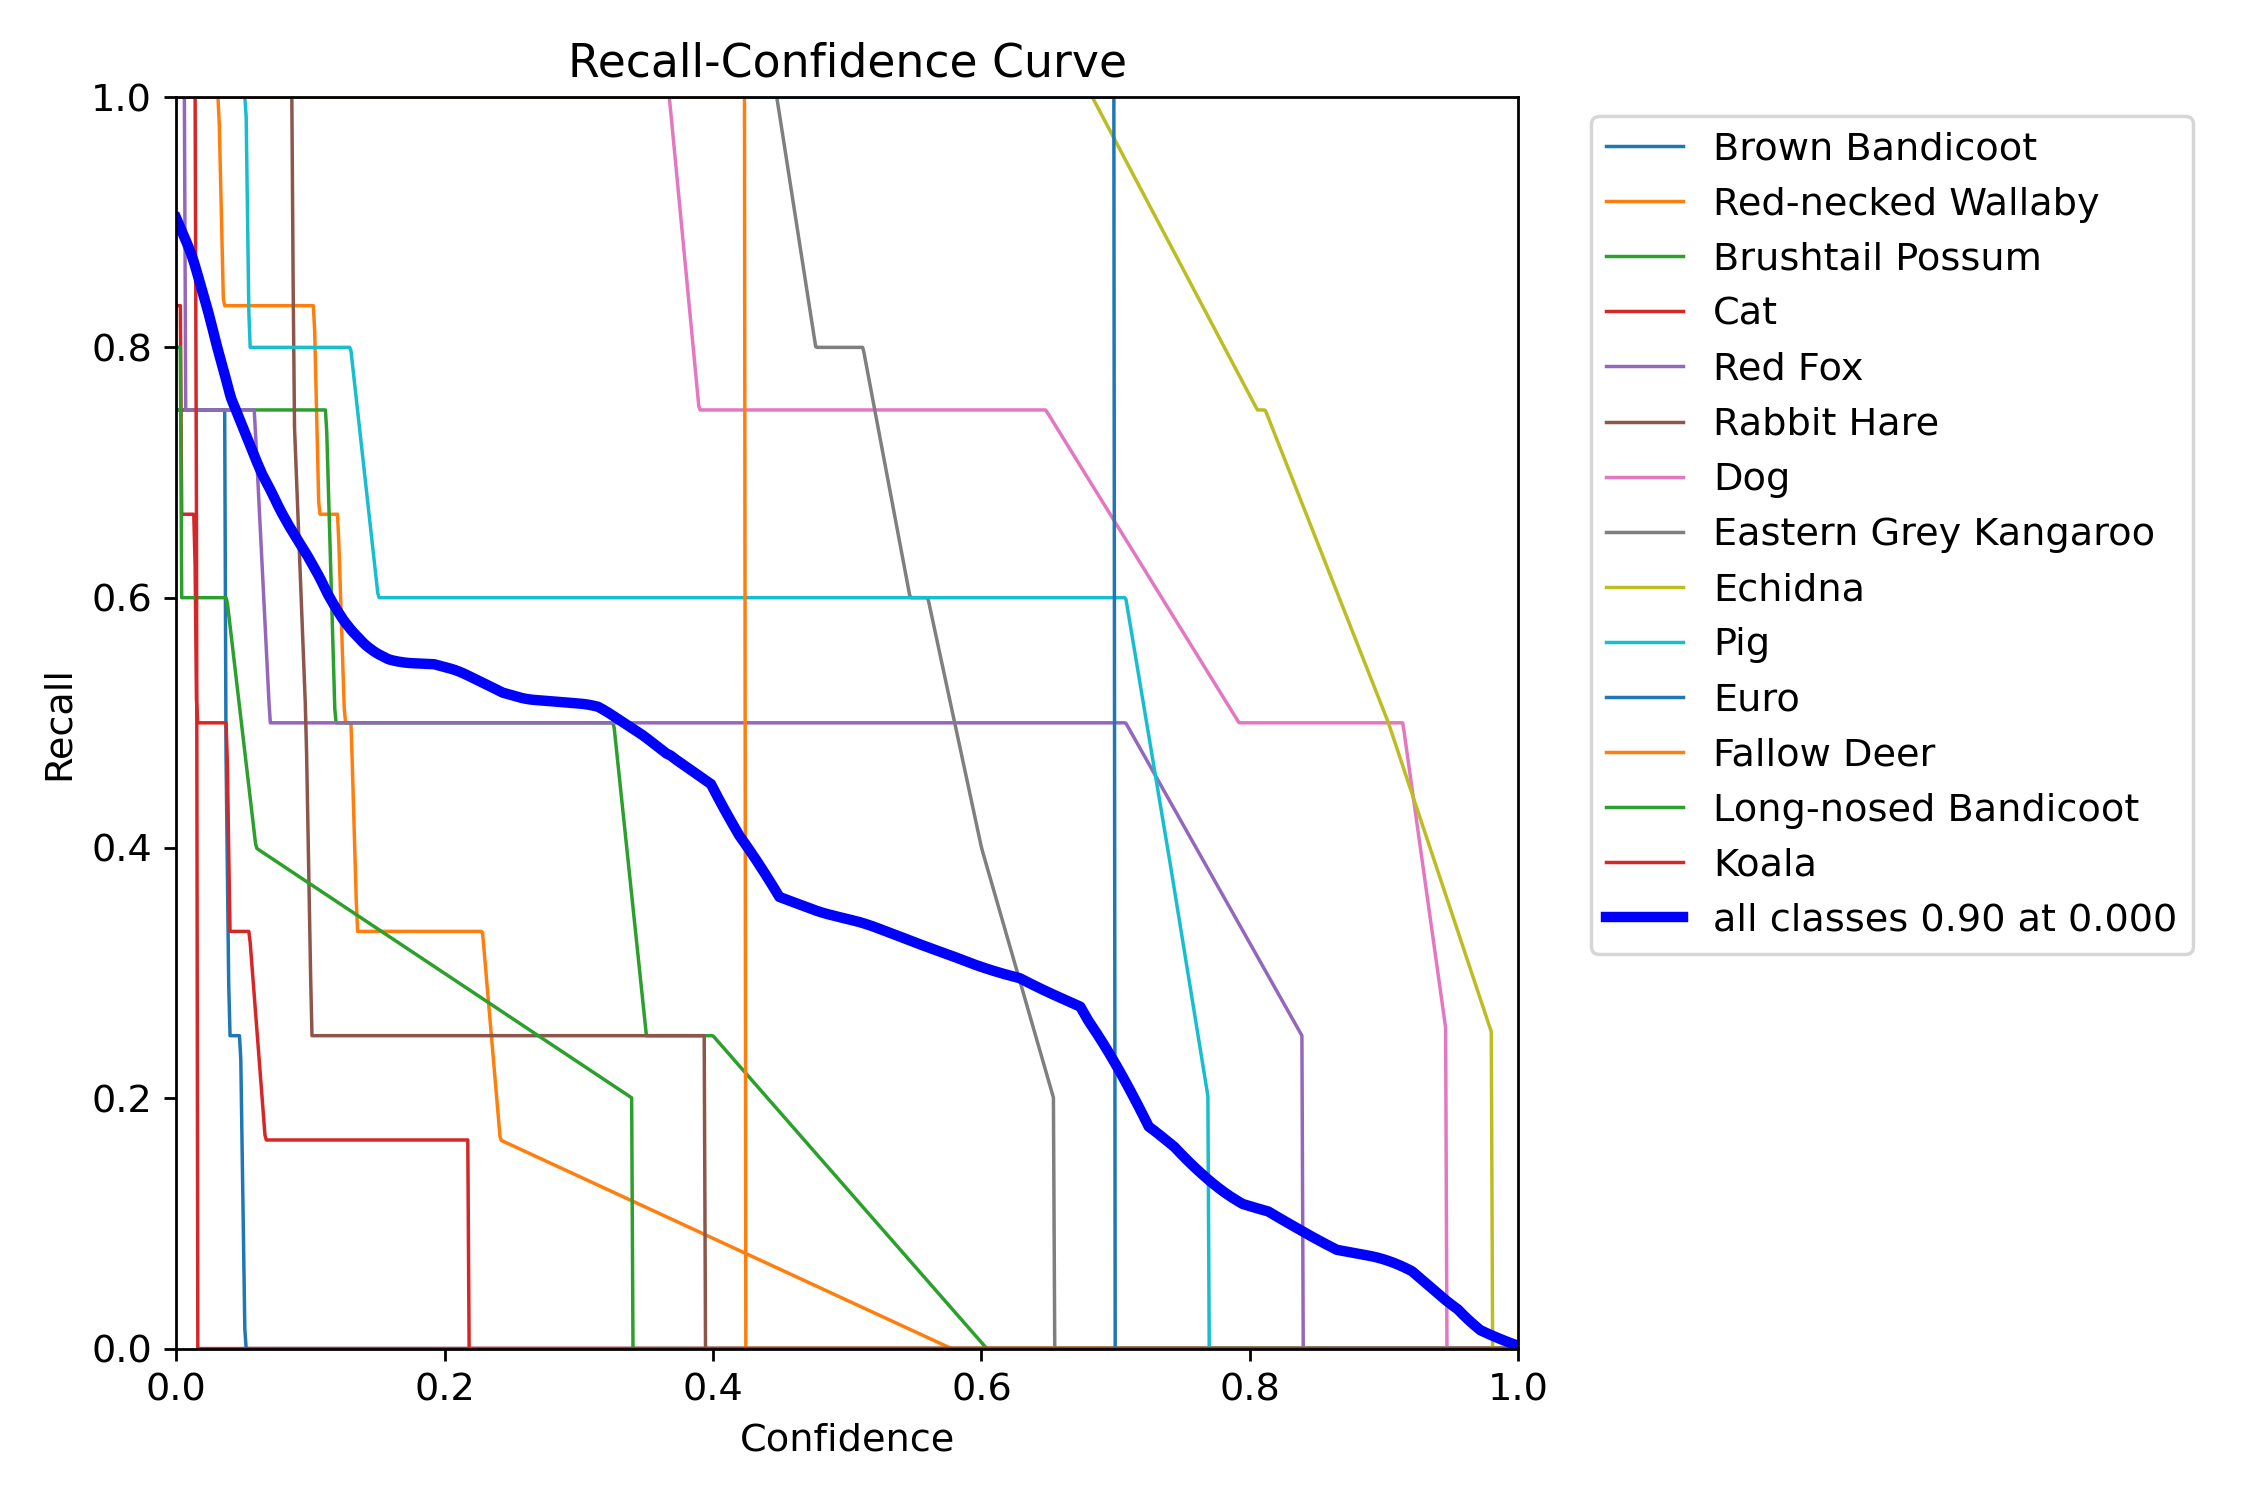 Recall-Confidence Curve
1.0
0.8
0.6
0.4
0.2
0.0
Recall
0.0 0.2 0.4 0.6 0.8 1.0
Confidence
Brown Bandicoot
Red-necked Wallaby
Brushtail Possum
Cat
Red Fox
Rabbit Hare
Dog
Eastern Grey Kangaroo
Echidna
Pig
Euro
Fallow Deer
Long-nosed Bandicoot
Koala
all classes 0.90 at 0.000